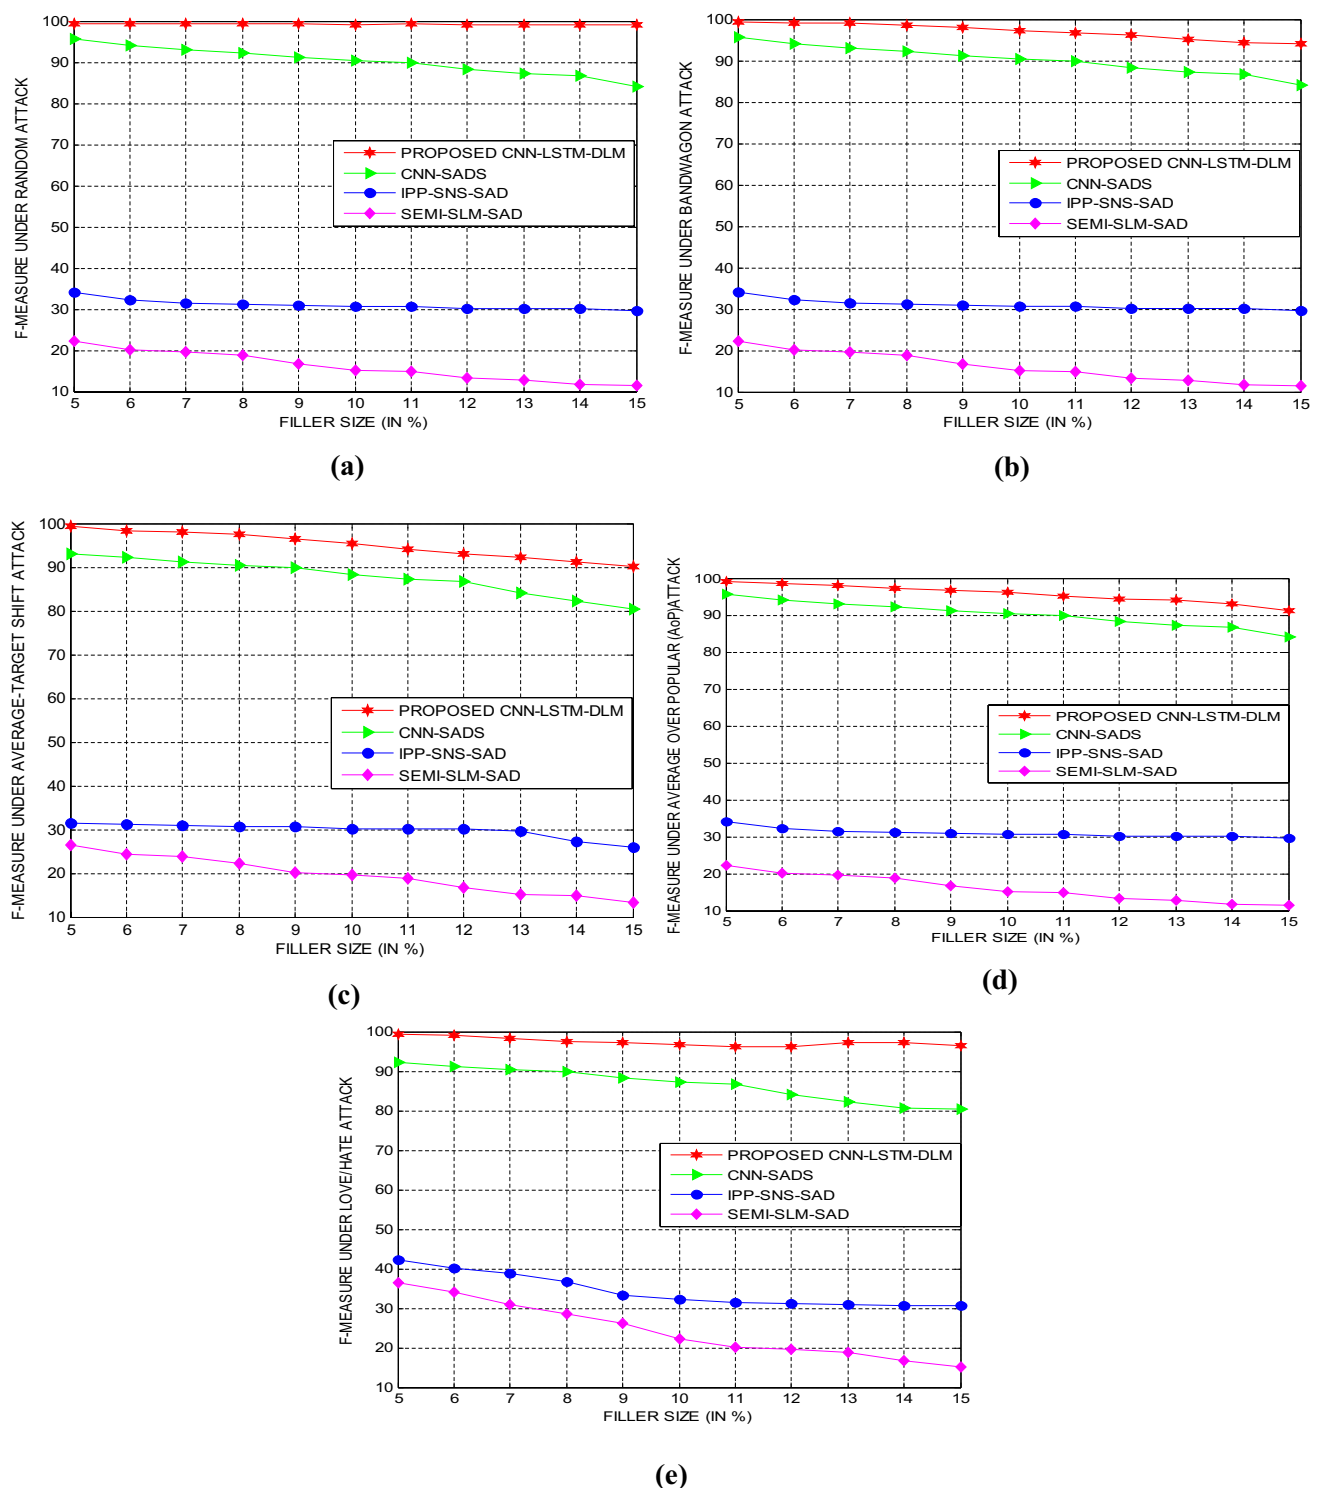 F-MEASURE UNDER RANDOM ATTACK
100
90
80
70
60
50
40
30
20
10
PROPOSED CNN-LSTM-DLM
CNN-SADS
IPP-SNS-SAD
SEMI-SLM-SAD
5 6 7 8 9 10 11 12 13 14 15
FILLER SIZE (IN %)
(a)
F-MEASURE UNDER BANDWAGON ATTACK
100
90
80
70
60
50
40
30
20
10
PROPOSED CNN-LSTM-DLM
CNN-SADS
IPP-SNS-SAD
SEMI-SLM-SAD
5 6 7 8 9 10 11 12 13 14 15
FILLER SIZE (IN %)
(b)
F-MEASURE UNDER AVERAGE-TARGET SHIFT ATTACK
100
90
80
70
60
50
40
30
20
10
PROPOSED CNN-LSTM-DLM
CNN-SADS
IPP-SNS-SAD
SEMI-SLM-SAD
5 6 7 8 9 10 11 12 13 14 15
FILLER SIZE (IN %)
(c)
F-MEASURE UNDER AVERAGE OVER POPULAR (AoP)ATTACK
100
90
80
70
60
50
40
30
20
10
PROPOSED CNN-LSTM-DLM
CNN-SADS
IPP-SNS-SAD
SEMI-SLM-SAD
5 6 7 8 9 10 11 12 13 14 15
FILLER SIZE (IN %)
(d)
F-MEASURE UNDER LOVE/HATE ATTACK
100
90
80
70
60
50
40
30
20
10
PROPOSED CNN-LSTM-DLM
CNN-SADS
IPP-SNS-SAD
SEMI-SLM-SAD
5 6 7 8 9 10 11 12 13 14 15
FILLER SIZE (IN %)
(e)